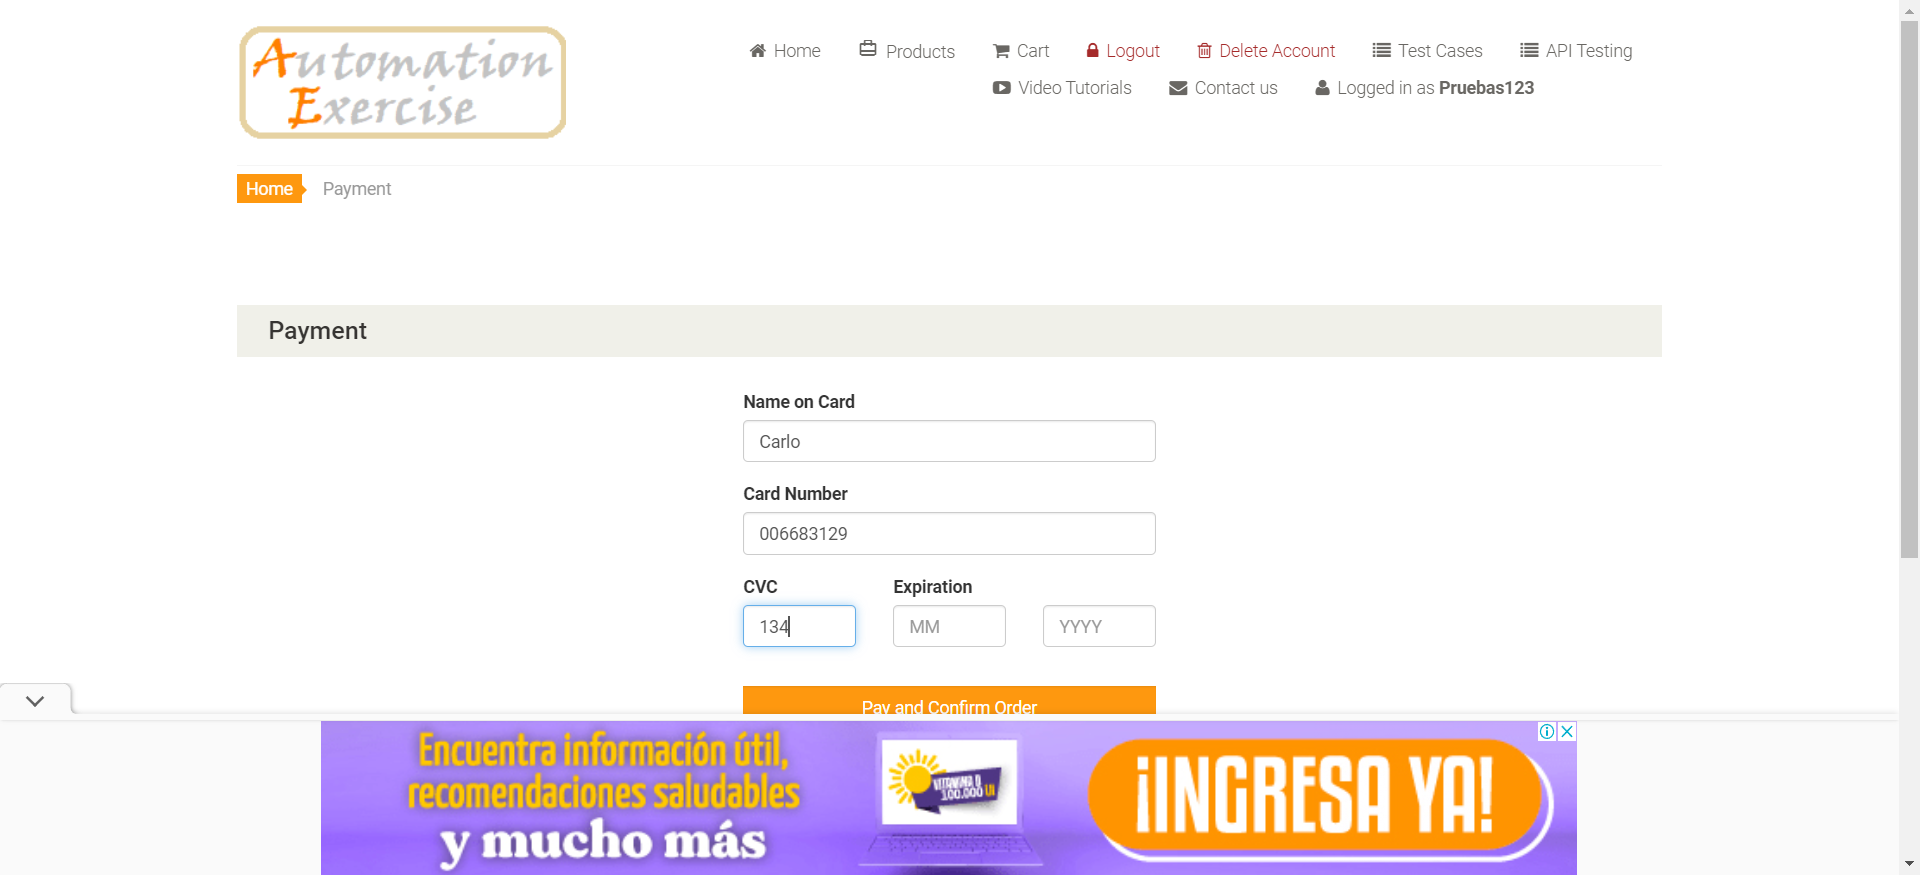 Automation
Exercise
Home
Products
Cart
Logout
Delete Account
Test Cases
API Testing
Video Tutorials
Contact us
Logged in as Pruebas123
Home
Payment
Payment
Name on Card
Carlo
Card Number
006683129
CVC
Expiration
134
MM
YYYY
Pay and Confirm Order
Encuentra información útil,
recomendaciones saludables
y mucho más
VITAMINA D
100.000 UI
¡INGRESA YA!